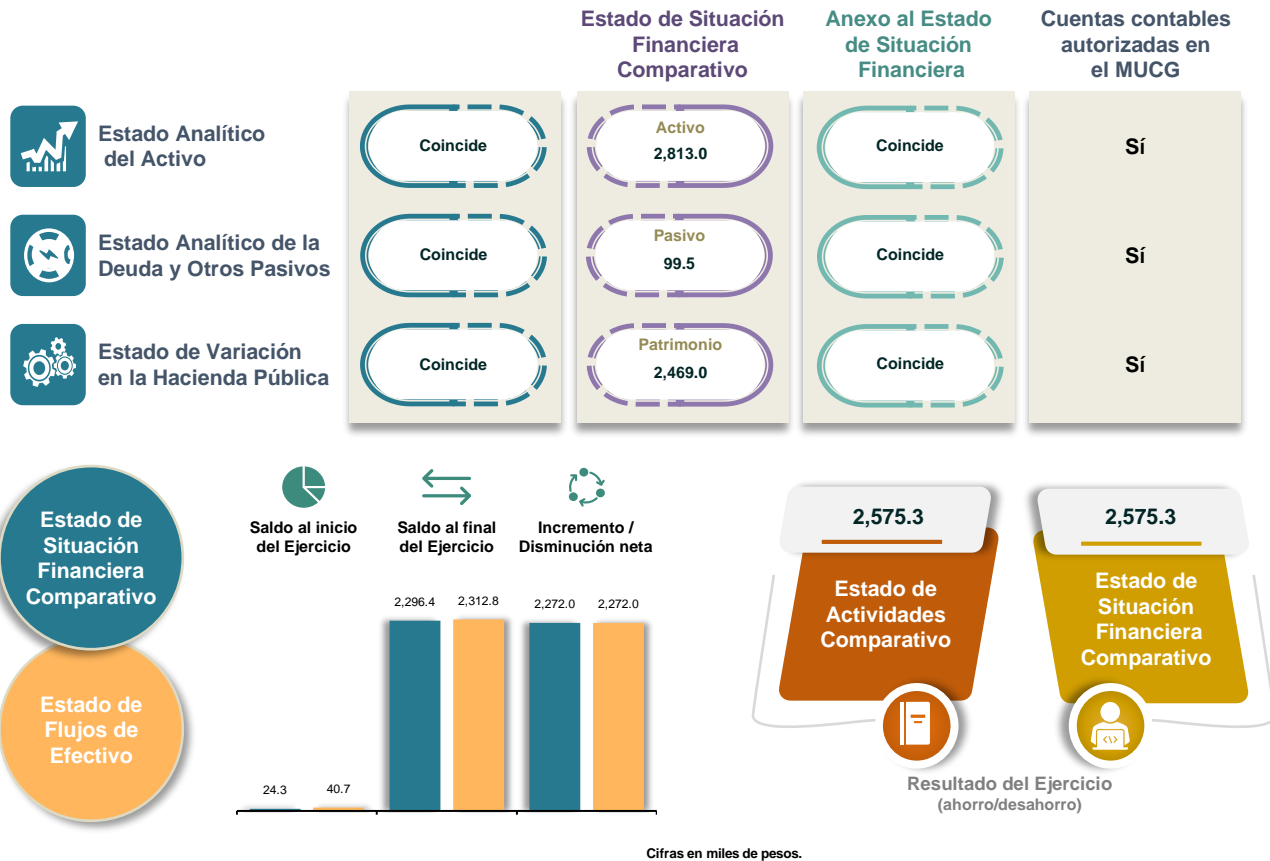 Estado de Situación
Financiera
Comparativo
Anexo al Estado
de Situación
Financiera
Cuentas contables
autorizadas en
el MUCG
Estado Analítico
del Activo
Coincide
Activo
2,813.0
Coincide
Sí
Estado Analítico de la
Deuda y Otros Pasivos
Coincide
Pasivo
99.5
Coincide
Sí
Estado de Variación
en la Hacienda Pública
Coincide
Patrimonio
2,469.0
Coincide
Sí
Estado de
Situación
Financiera
Comparativo
Estado de
Flujos de
Efectivo
Saldo al inicio
del Ejercicio
Saldo al final
del Ejercicio
Incremento /
Disminución neta
24.3
40.7
2,296.4
2,312.8
2,272.0
2,272.0
2,575.3
Estado de
Actividades
Comparativo
2,575.3
Estado de
Situación
Financiera
Comparativo
Resultado del Ejercicio
(ahorro/desahorro)
Cifras en miles de pesos.